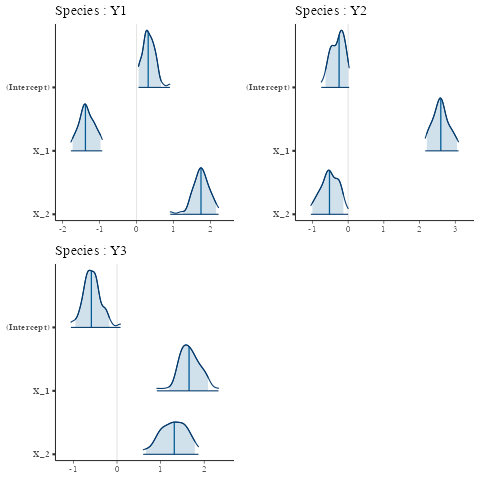 Species : Y1
(Intercept)
X_1
X_2
-2 -1 0 1 2
Species : Y2
(Intercept)
X_1
X_2
-1 0 1 2 3
Species : Y3
(Intercept)
X_1
X_2
-1 0 1 2